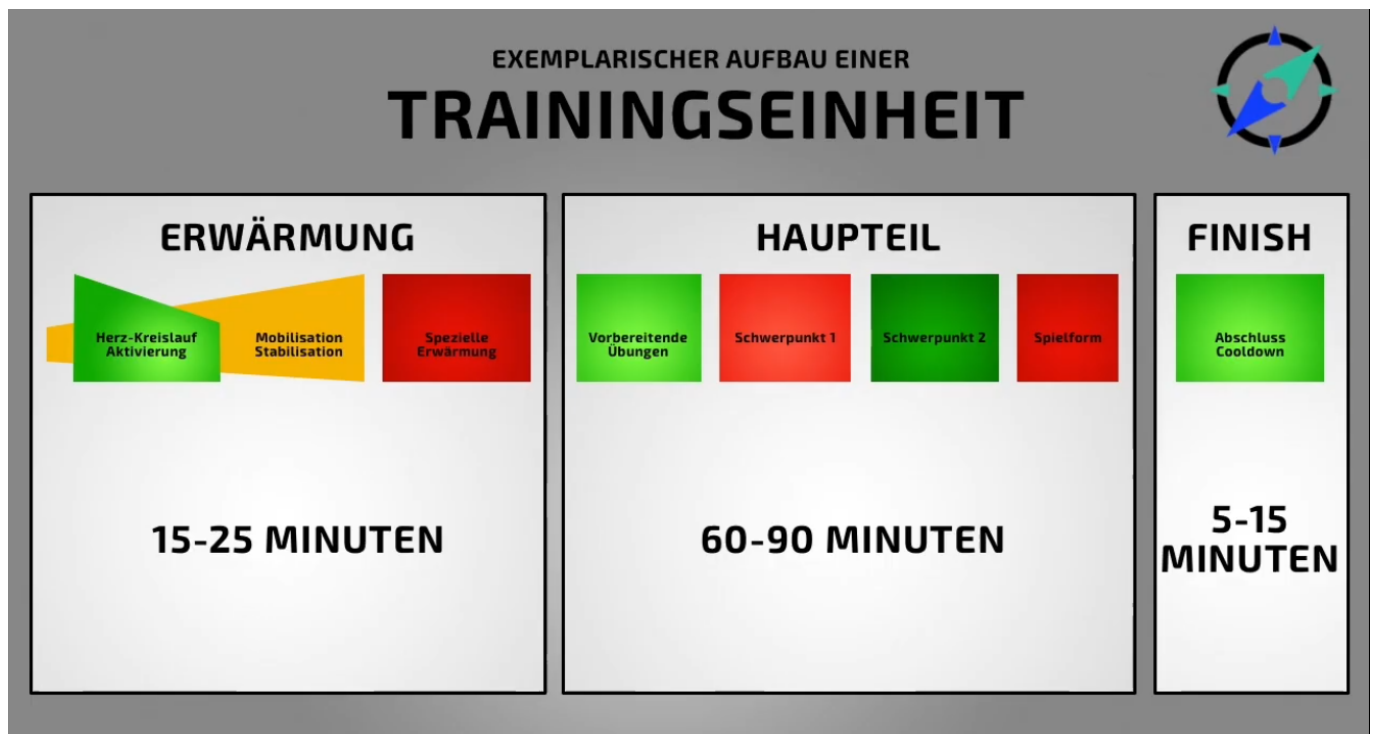 EXEMPLARISCHER AUFBAU EINER
TRAININGSEINHEIT
ERWÄRMUNG
Herz-Kreislauf
Aktivierung
Mobilisation
Stabilisation
Spezielle
Erwärmung
15-25 MINUTEN
HAUPTEIL
Vorbereitende
Übungen
Schwerpunkt 1
Schwerpunkt 2
Spielform
60-90 MINUTEN
FINISH
Abschluss
Cooldown
5-15
MINUTEN